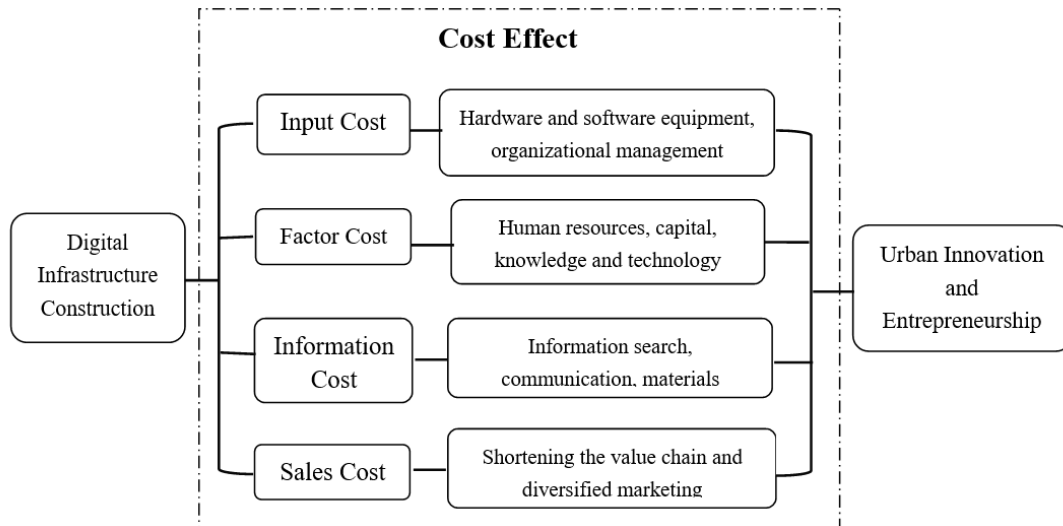 Cost Effect
Digital
Infrastructure
Construction
Input Cost
Hardware and software equipment,
organizational management
Factor Cost
Human resources, capital,
knowledge and technology
Information
Cost
Information search,
communication, materials
Sales Cost
Shortening the value chain and
diversified marketing
Urban Innovation
and
Entrepreneurship